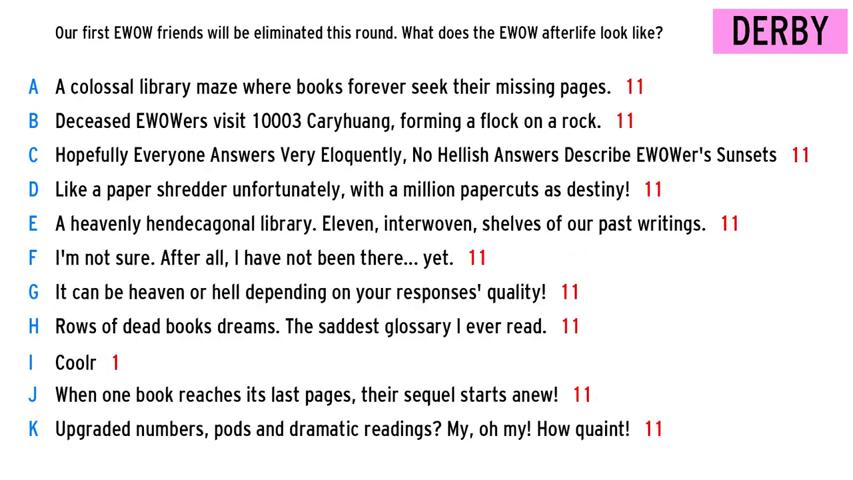 Our first EWOW friends will be eliminated this round. What does the EWOW afterlife look like?
DERBY
A A colossal library maze where books forever seek their missing pages. 11
B Deceased EWOWers visit 10003 Caryhuang, forming a flock on a rock. 11
C Hopefully Everyone Answers Very Eloquently, No Hellish Answers Describe EWOWer's Sunsets 11
D Like a paper shredder unfortunately, with a million papercuts as destiny! 11
E A heavenly hendecagonal library. Eleven, interwoven, shelves of our past writings. 11
F I'm not sure. After all, I have not been there... yet. 11
G It can be heaven or hell depending on your responses' quality! 11
H Rows of dead books dreams. The saddest glossary I ever read. 11
I Coolr 1
J When one book reaches its last pages, their sequel starts anew! 11
K Upgraded numbers, pods and dramatic readings? My, oh my! How quaint! 11